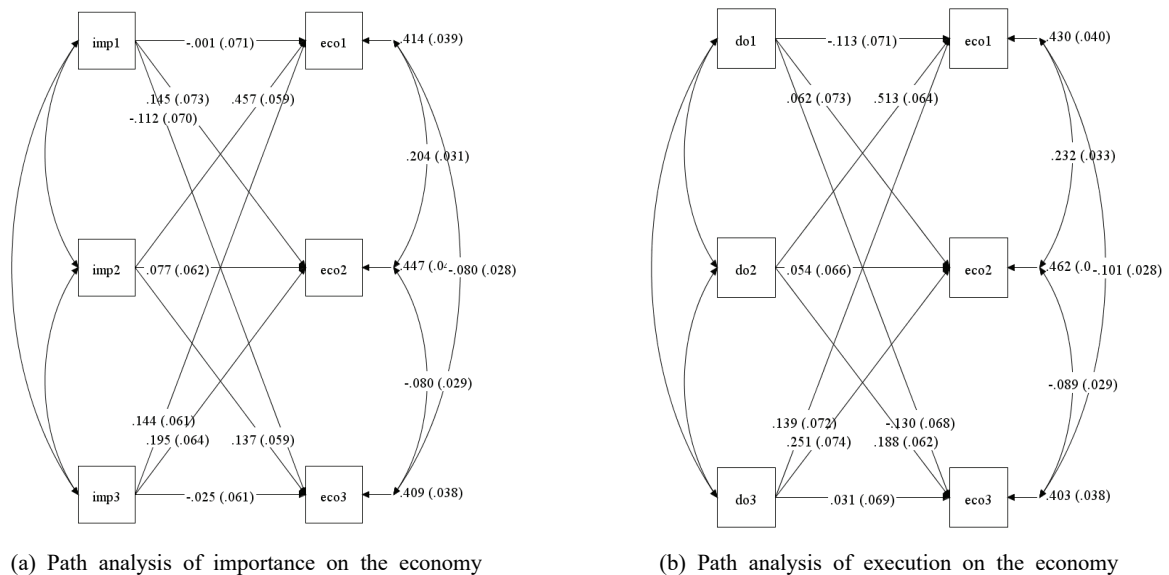 imp1 -.001 (.071) eco1 .414 (.039)
.145 (.073) .457 (.059)
-.112 (.070)
.204 (.031)
imp2 .077 (.062) eco2 .447 (.0 -.080 (.028)
-.080 (.029)
.144 (.061)
.195 (.064) .137 (.059)
imp3 -.025 (.061) eco3 .409 (.038)
(a) Path analysis of importance on the economy
do1 -.113 (.071) eco1 .430 (.040)
.062 (.073) .513 (.064)
.232 (.033)
do2 .054 (.066) eco2 .462 (.0 -.101 (.028)
-.089 (.029)
.139 (.072) -.130 (.068)
.251 (.074) .188 (.062)
do3 .031 (.069) eco3 .403 (.038)
(b) Path analysis of execution on the economy